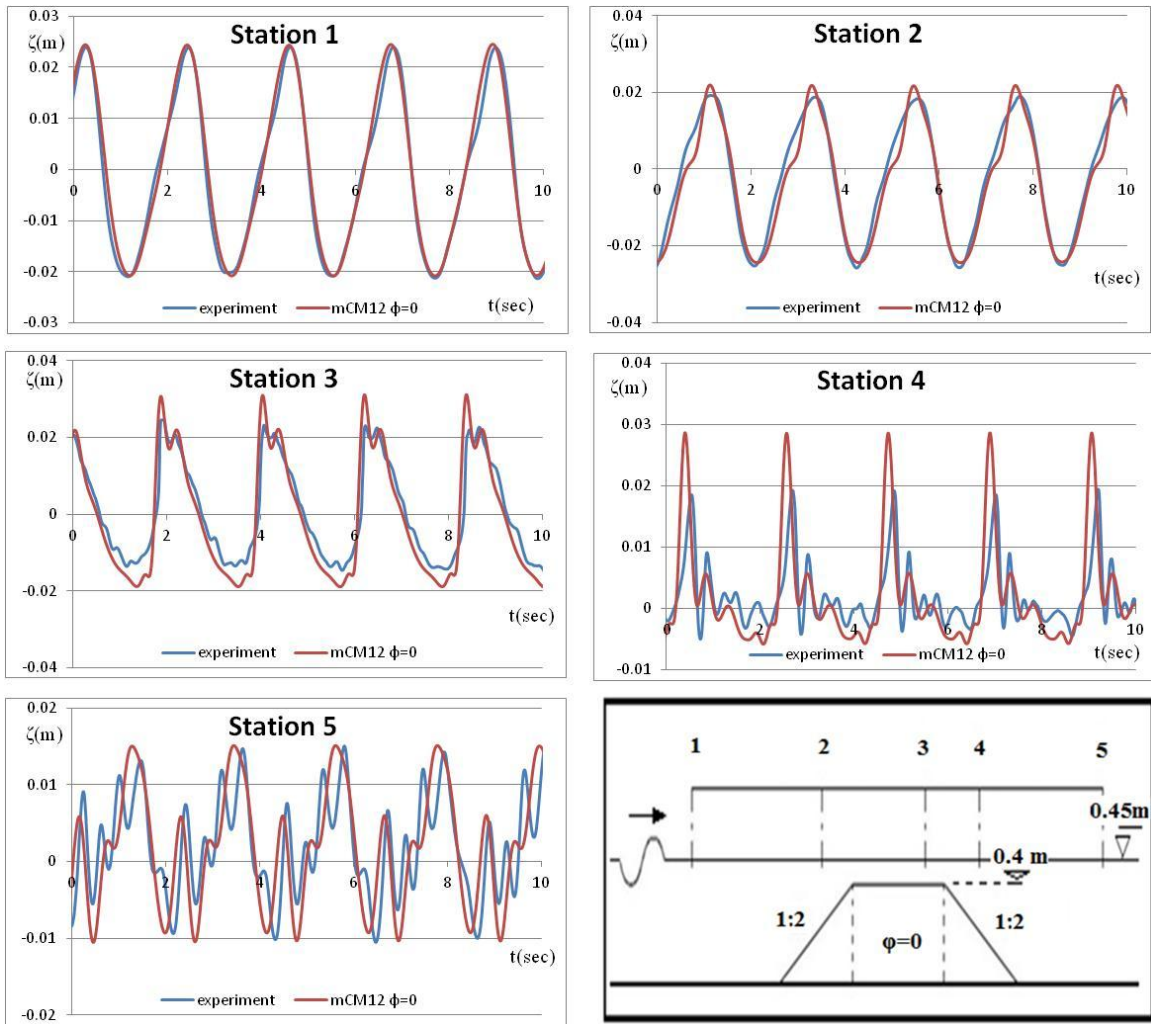 Station 1
ζ(m)
0.03
0.02
0.01
0
-0.01
-0.02
-0.03
0 2 4 6 8 10
t(sec)
experiment mCM12 ϕ=0
Station 2
ζ(m)
0.04
0.02
0
-0.02
-0.04
0 2 4 6 8 10
t(sec)
experiment mCM12 ϕ=0
Station 3
ζ(m)
0.04
0.02
0
-0.02
-0.04
0 2 4 6 8 10
t(sec)
experiment mCM12 ϕ=0
Station 4
ζ(m)
0.04
0.03
0.02
0.01
0
-0.01
0 2 4 6 8 10
t(sec)
experiment mCM12 ϕ=0
Station 5
ζ(m)
0.02
0.01
0
-0.01
-0.02
0 2 4 6 8 10
t(sec)
experiment mCM12 ϕ=0
1 2 3 4 5
0.45m
0.4 m
1:2 φ=0 1:2